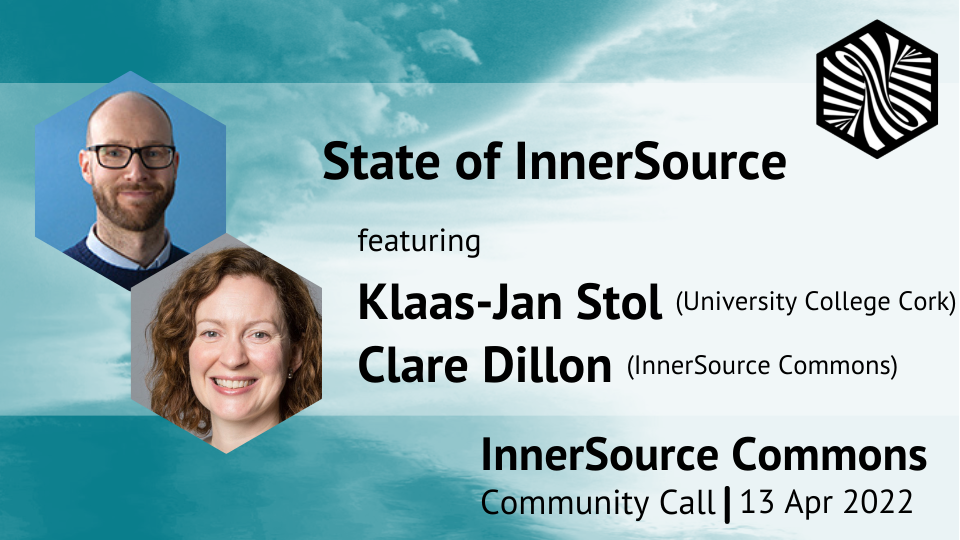 State of InnerSource
featuring
Klaas-Jan Stol (University College Cork)
Clare Dillon (InnerSource Commons)
InnerSource Commons
Community Call | 13 Apr 2022